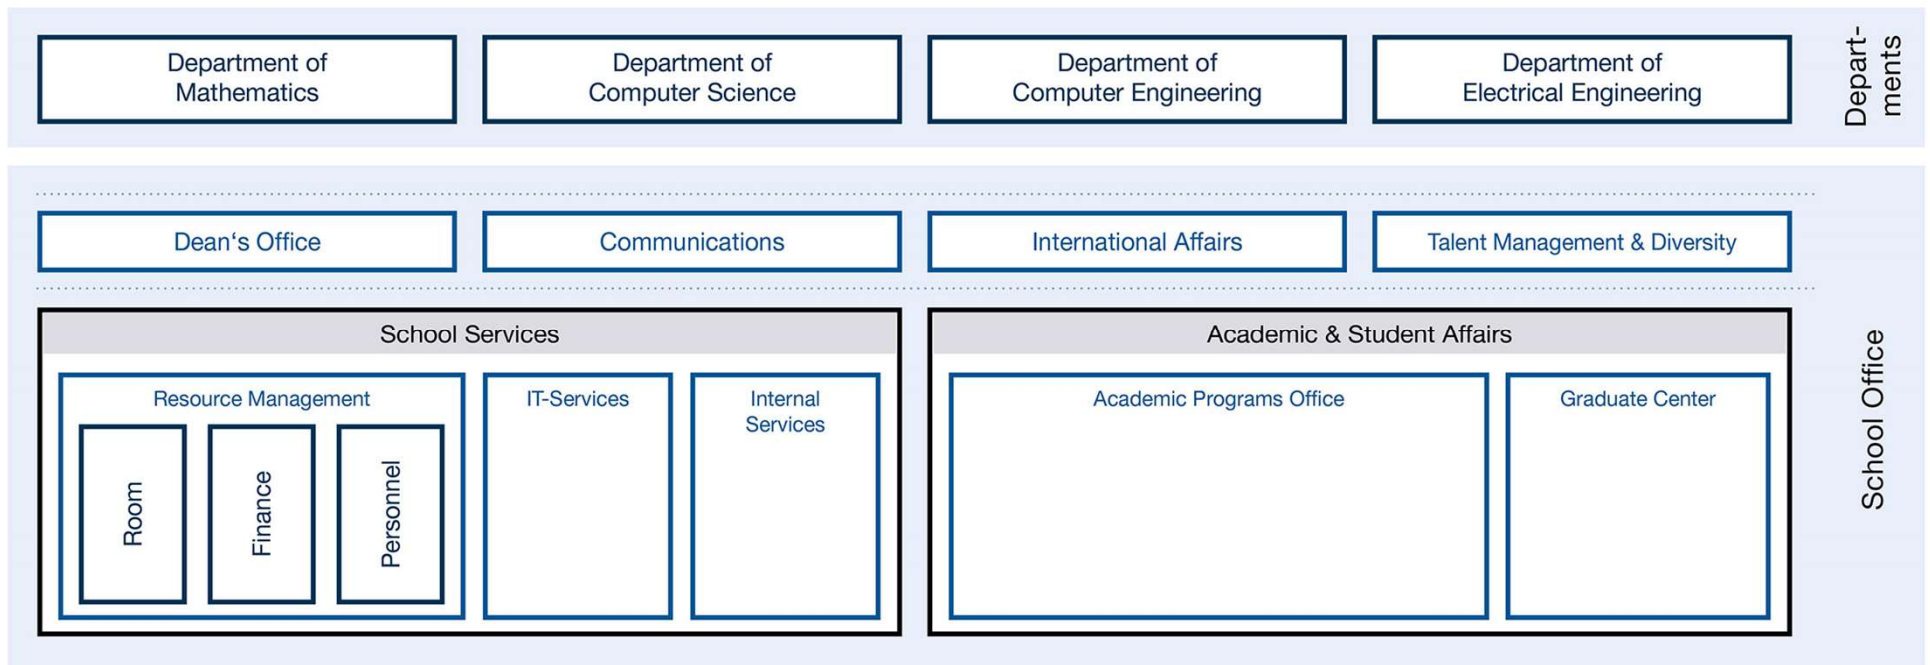 Department of
Mathematics
Department of
Computer Science
Department of
Computer Engineering
Department of
Electrical Engineering
Depart-
ments
Dean‘s Office
Communications
International Affairs
Talent Management & Diversity
School Services
Resource Management
Room
Finance
Personnel
IT-Services
Internal
Services
Academic & Student Affairs
Academic Programs Office
Graduate Center
School Office